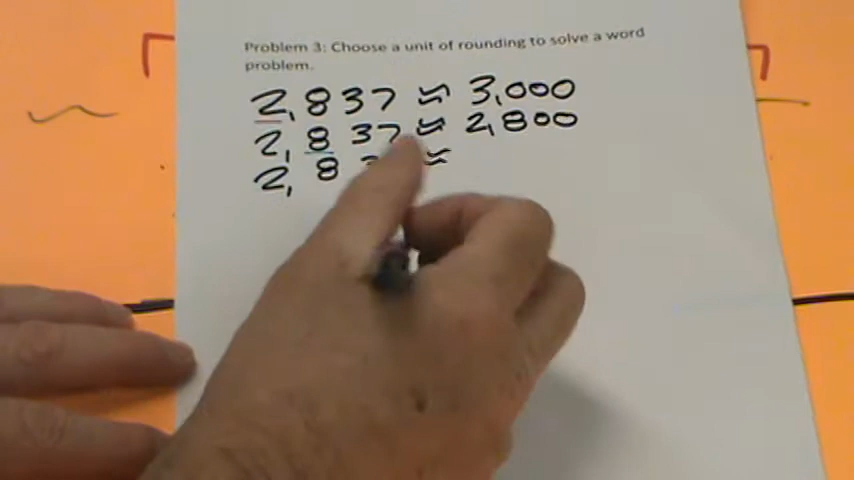 Problem 3: Choose a unit of rounding to solve a word
problem.
2,837 ≈ 3,000
2,837 ≈ 2,800
2,8 ≈